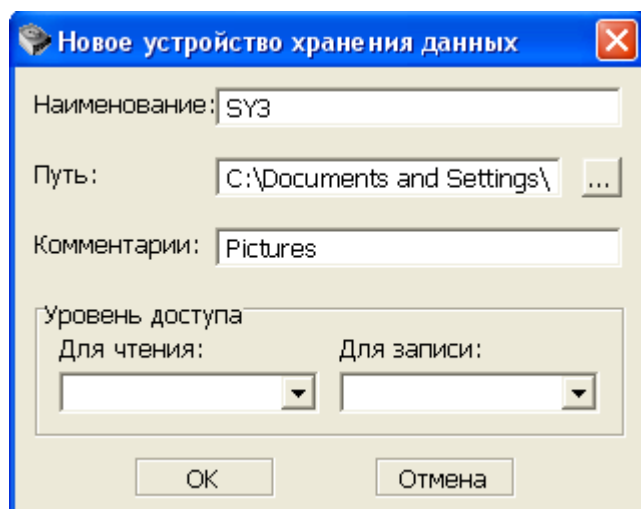 Новое устройство хранения данных
Наименование: SY3
Путь: C:\Documents and Settings\ ...
Комментарии: Pictures
Уровень доступа
Для чтения: Для записи:
OK Отмена